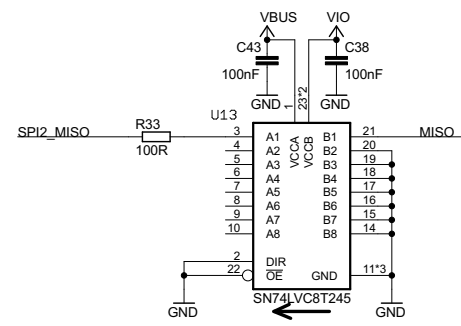 VBUS VIO
C43 C38
100nF 100nF
GND GND
1 23*2
U13
SPI2_MISO R33 3 A1 VCCA VCCB B1 21 MISO
100R 4 A2 B2 20
5 A3 B3 19
6 A4 B4 18
7 A5 B5 17
8 A6 B6 16
9 A7 B7 15
10 A8 B8 14
2 DIR
22 OE GND 11*3
SN74LVC8T245
GND GND